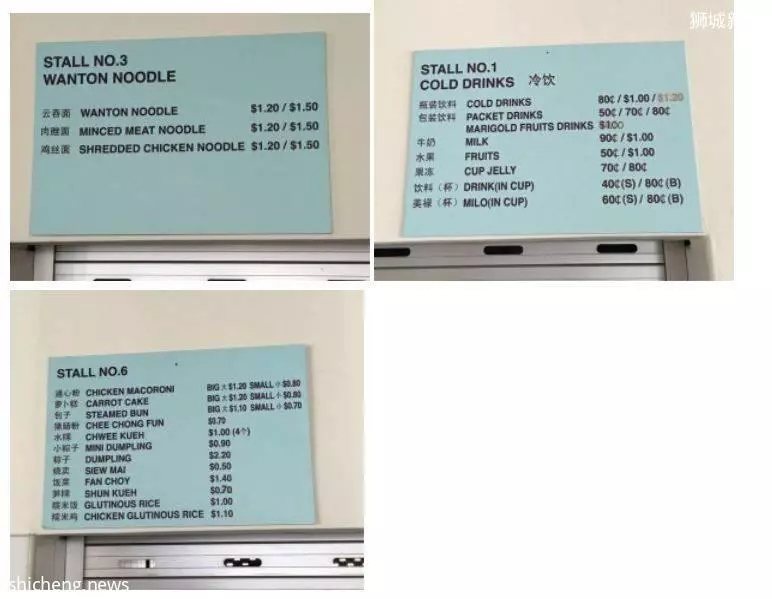 STALL NO.3
WANTON NOODLE
云吞面 WANTON NOODLE $1.20 / $1.50
肉脞面 MINCED MEAT NOODLE $1.20 / $1.50
鸡丝面 SHREDDED CHICKEN NOODLE $1.20 / $1.50
狮城
STALL NO.1
COLD DRINKS 冷饮
瓶装饮料 COLD DRINKS 80¢ / $1.00 / $1.20
包装饮料 PACKET DRINKS 50¢ / 70¢ / 80¢
MARIGOLD FRUITS DRINKS $1.00
牛奶 MILK 90¢ / $1.00
水果 FRUITS 50¢ / $1.00
果冻 CUP JELLY 70¢ / 80¢
饮料（杯）DRINK(IN CUP) 40¢(S) / 80¢(B)
美禄（杯）MILO(IN CUP) 60¢(S) / 80¢(B)
STALL NO.6
通心粉 CHICKEN MACORONI BIG 大 $1.20 SMALL 小 $0.80
萝卜糕 CARROT CAKE BIG 大 $1.20 SMALL 小 $0.80
包子 STEAMED BUN BIG 大 $1.10 SMALL 小 $0.70
猪肠粉 CHEE CHONG FUN $0.70
水粿 CHWEE KUEH $1.00 (4个)
小粽子 MINI DUMPLING $0.90
粽子 DUMPLING $2.20
烧卖 SIEW MAI $0.50
饭菜 FAN CHOY $1.40
笋粿 SHUN KUEH $0.70
糯米饭 GLUTINOUS RICE $1.00
糯米鸡 CHICKEN GLUTINOUS RICE $1.10
shicheng.news